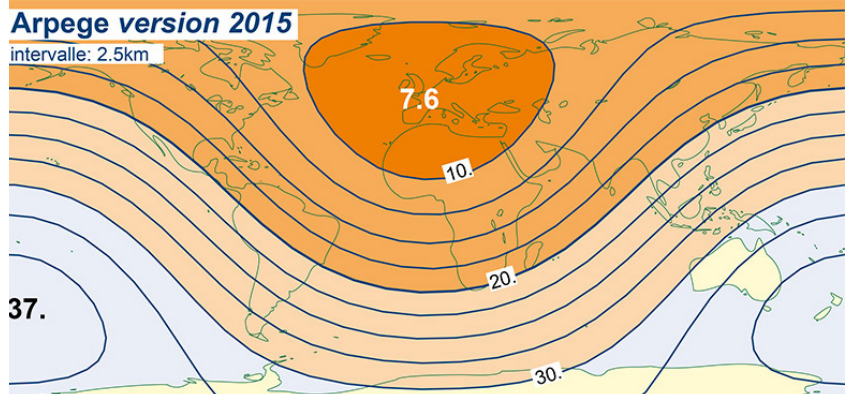 Arpege version 2015
intervalle: 2.5km
7.6
10.
20.
37.
30.